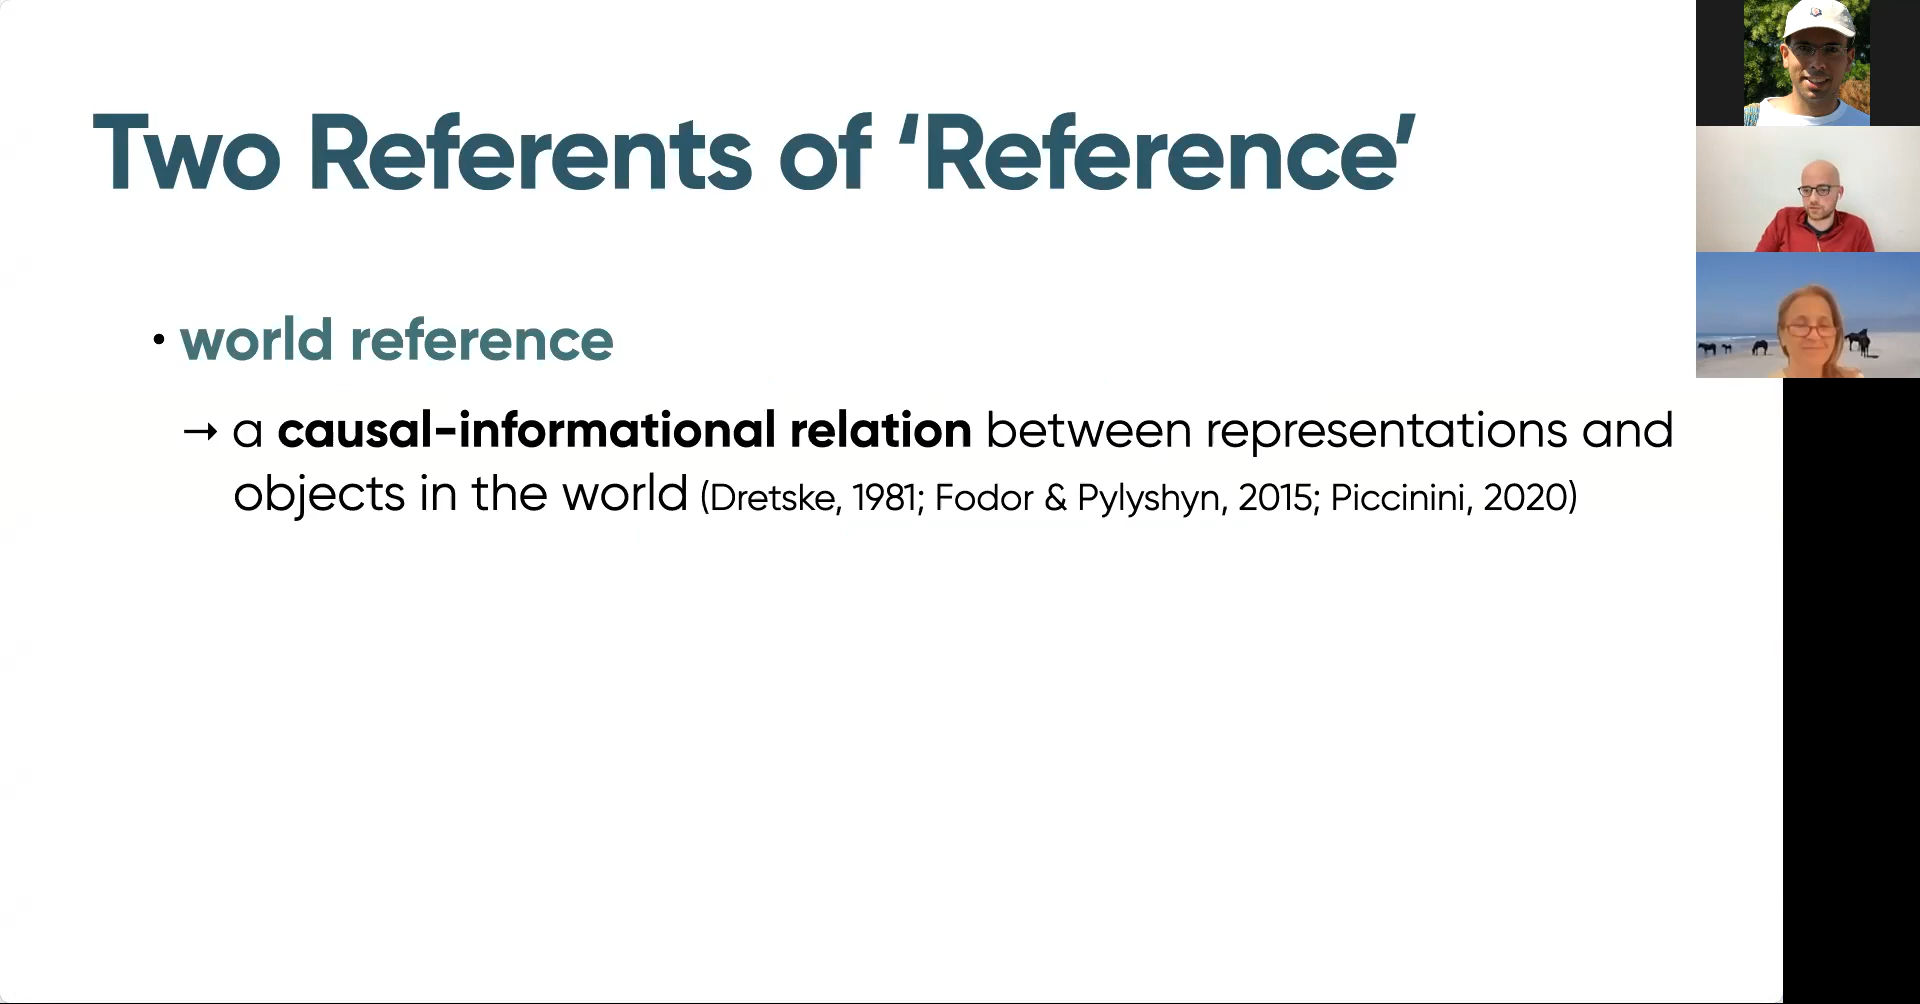 Two Referents of ‘Reference’
• world reference
→ a causal-informational relation between representations and
objects in the world (Dretske, 1981; Fodor & Pylyshyn, 2015; Piccinini, 2020)